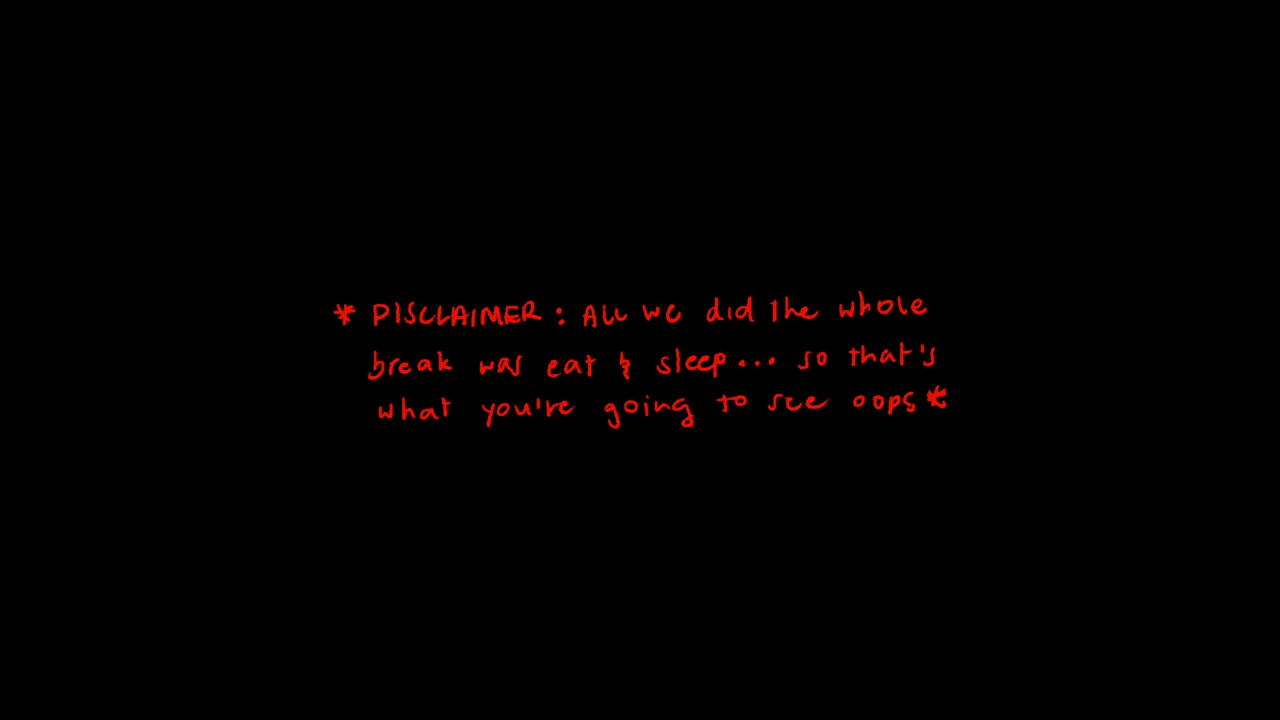 * DISCLAIMER : All we did the whole
break was eat & sleep... so that's
what you're going to see oops *